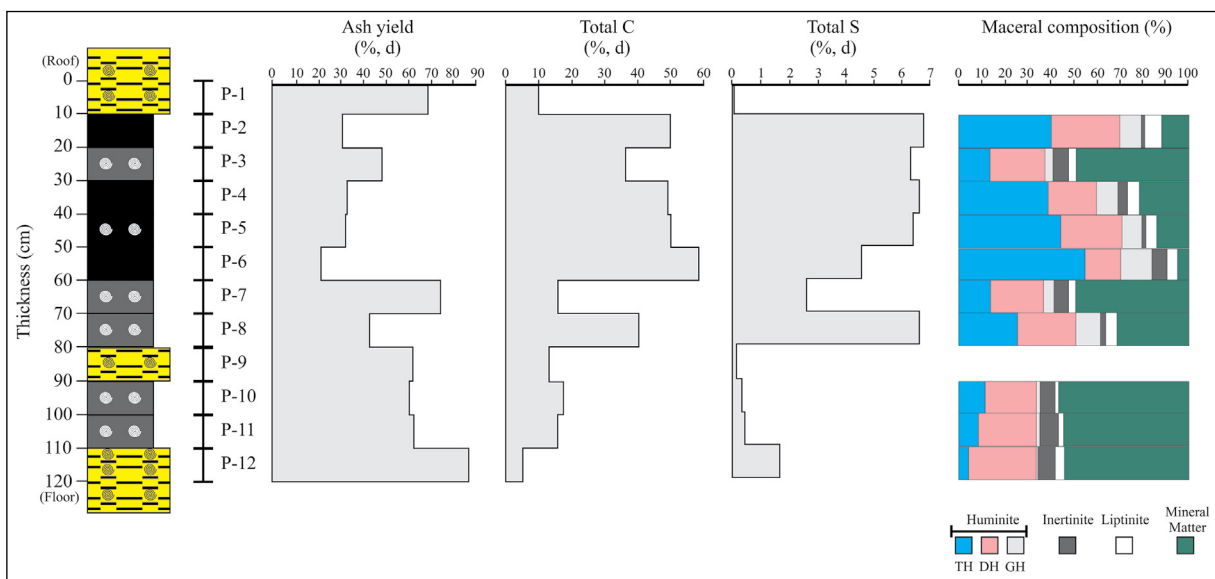 Ash yield
(%, d)
Total C
(%, d)
Total S
(%, d)
Maceral composition (%)
(Roof)
0 10 20 30 40 50 60 70 80 90
0 10 20 30 40 50 60
0 1 2 3 4 5 6 7
0 10 20 30 40 50 60 70 80 90 100
Thickness (cm)
0
10
20
30
40
50
60
70
80
90
100
110
120
(Floor)
P-1
P-2
P-3
P-4
P-5
P-6
P-7
P-8
P-9
P-10
P-11
P-12
Huminite
Inertinite
Liptinite
Mineral
Matter
TH DH GH